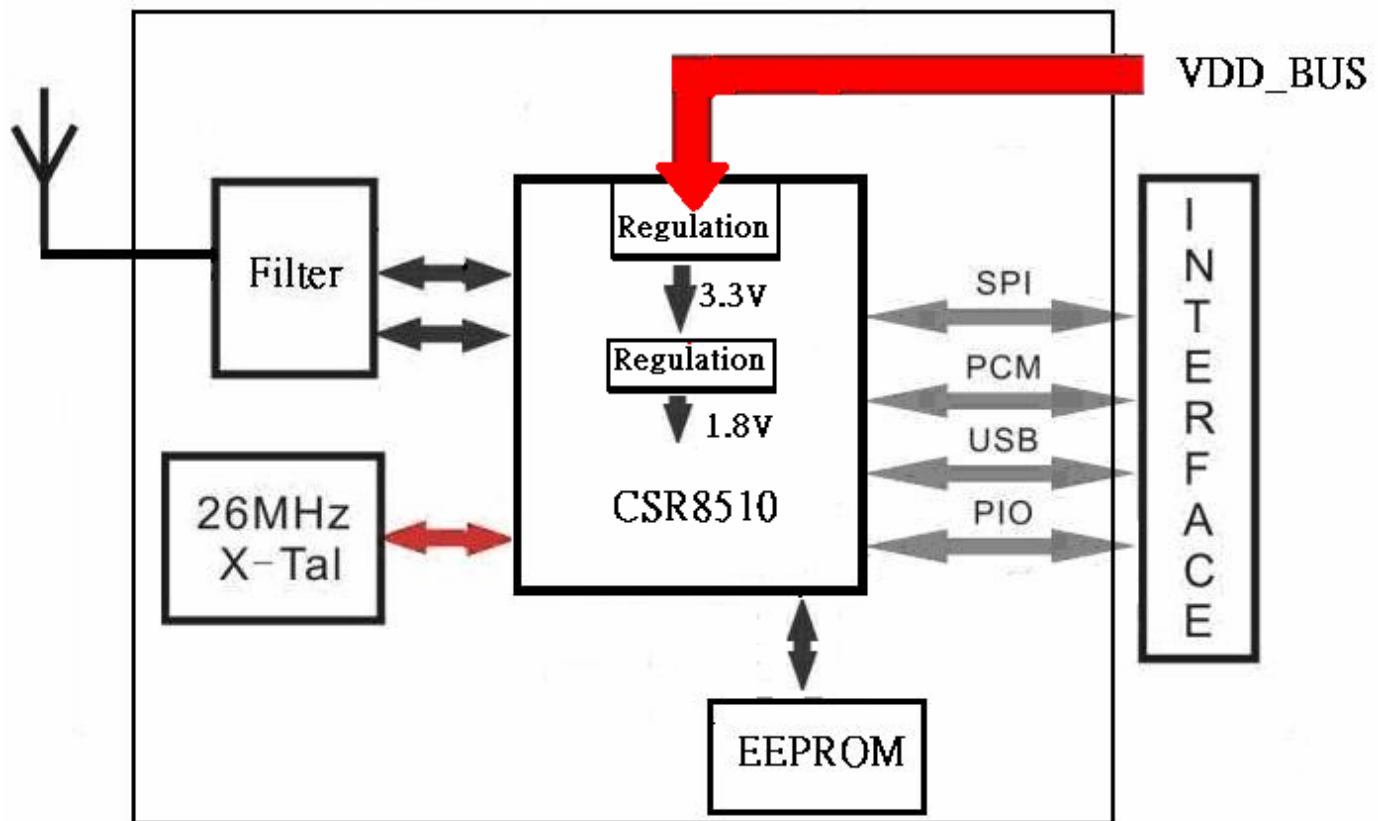 VDD_BUS
Regulation
Filter
3.3V
SPI
Regulation
PCM
1.8V
USB
26MHz
X-Tal
CSR8510
PIO
INTERFACE
EEPROM